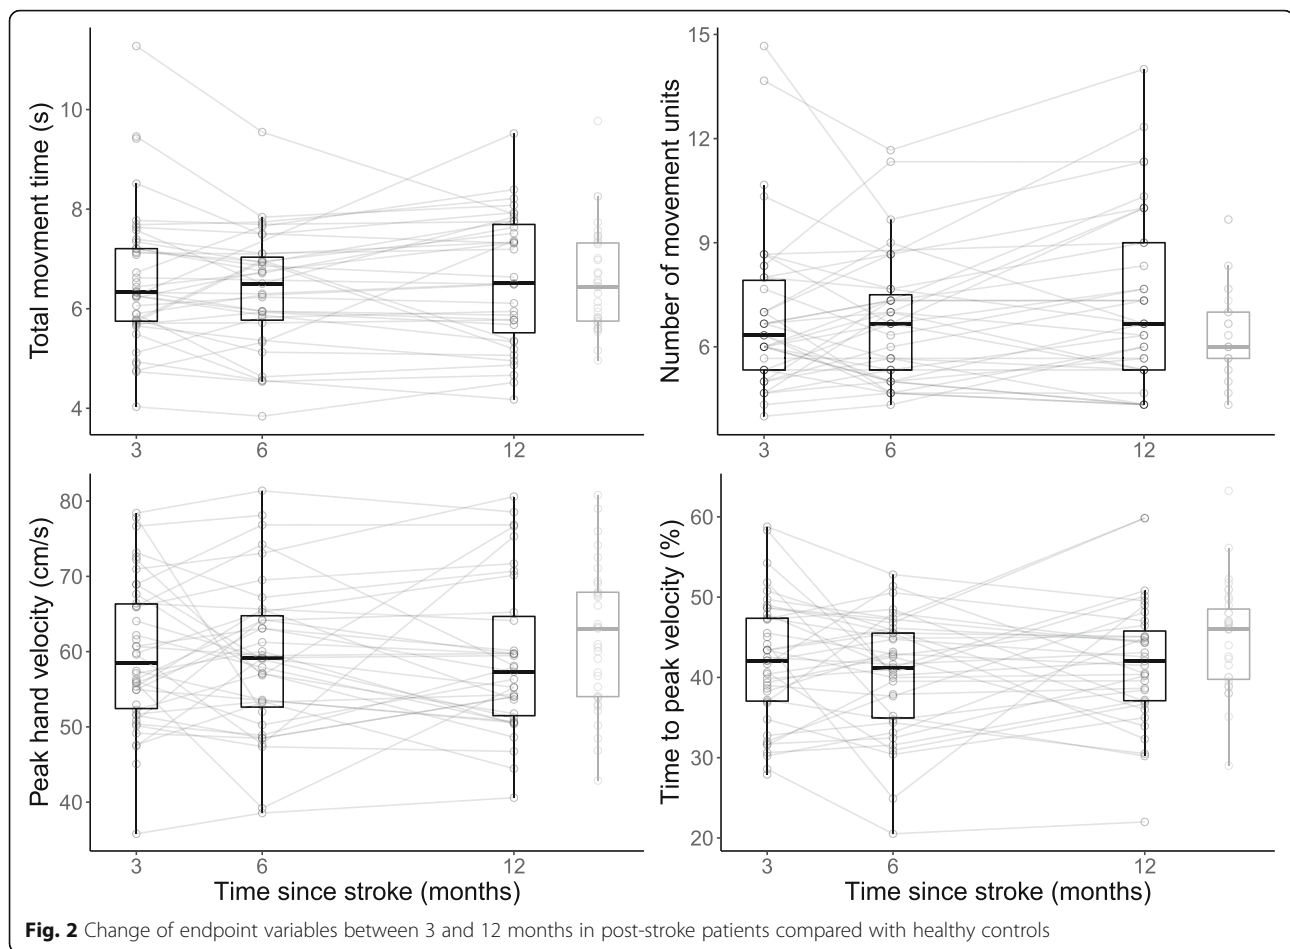 Total movment time (s)
10
8
6
4
3 6 12
Number of movement units
15
12
9
6
3 6 12
Peak hand velocity (cm/s)
80
70
60
50
40
3 6 12
Time since stroke (months)
Time to peak velocity (%)
60
50
40
30
20
3 6 12
Time since stroke (months)
Fig. 2 Change of endpoint variables between 3 and 12 months in post-stroke patients compared with healthy controls